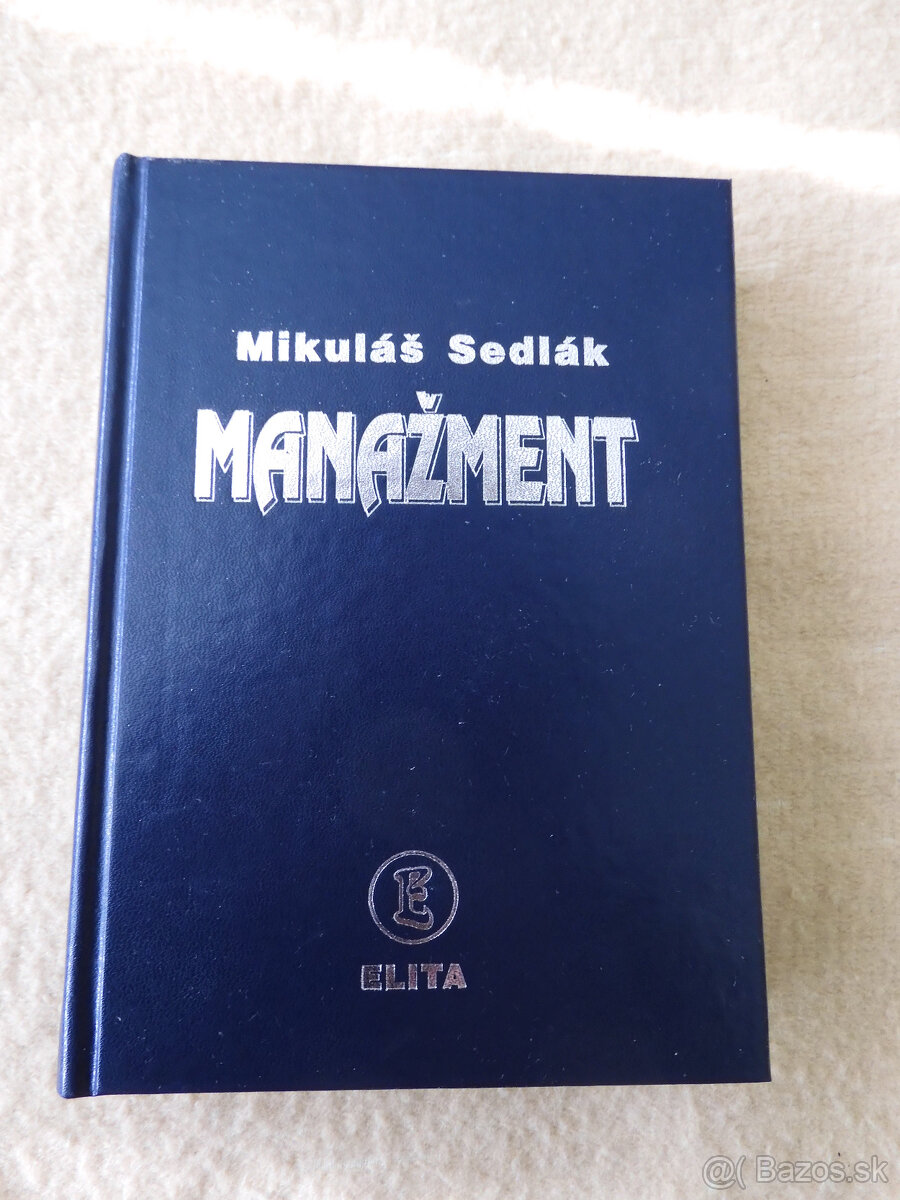 Mikuláš Sedlák
MANAŽMENT
E
ELITA
@( Bazos.sk